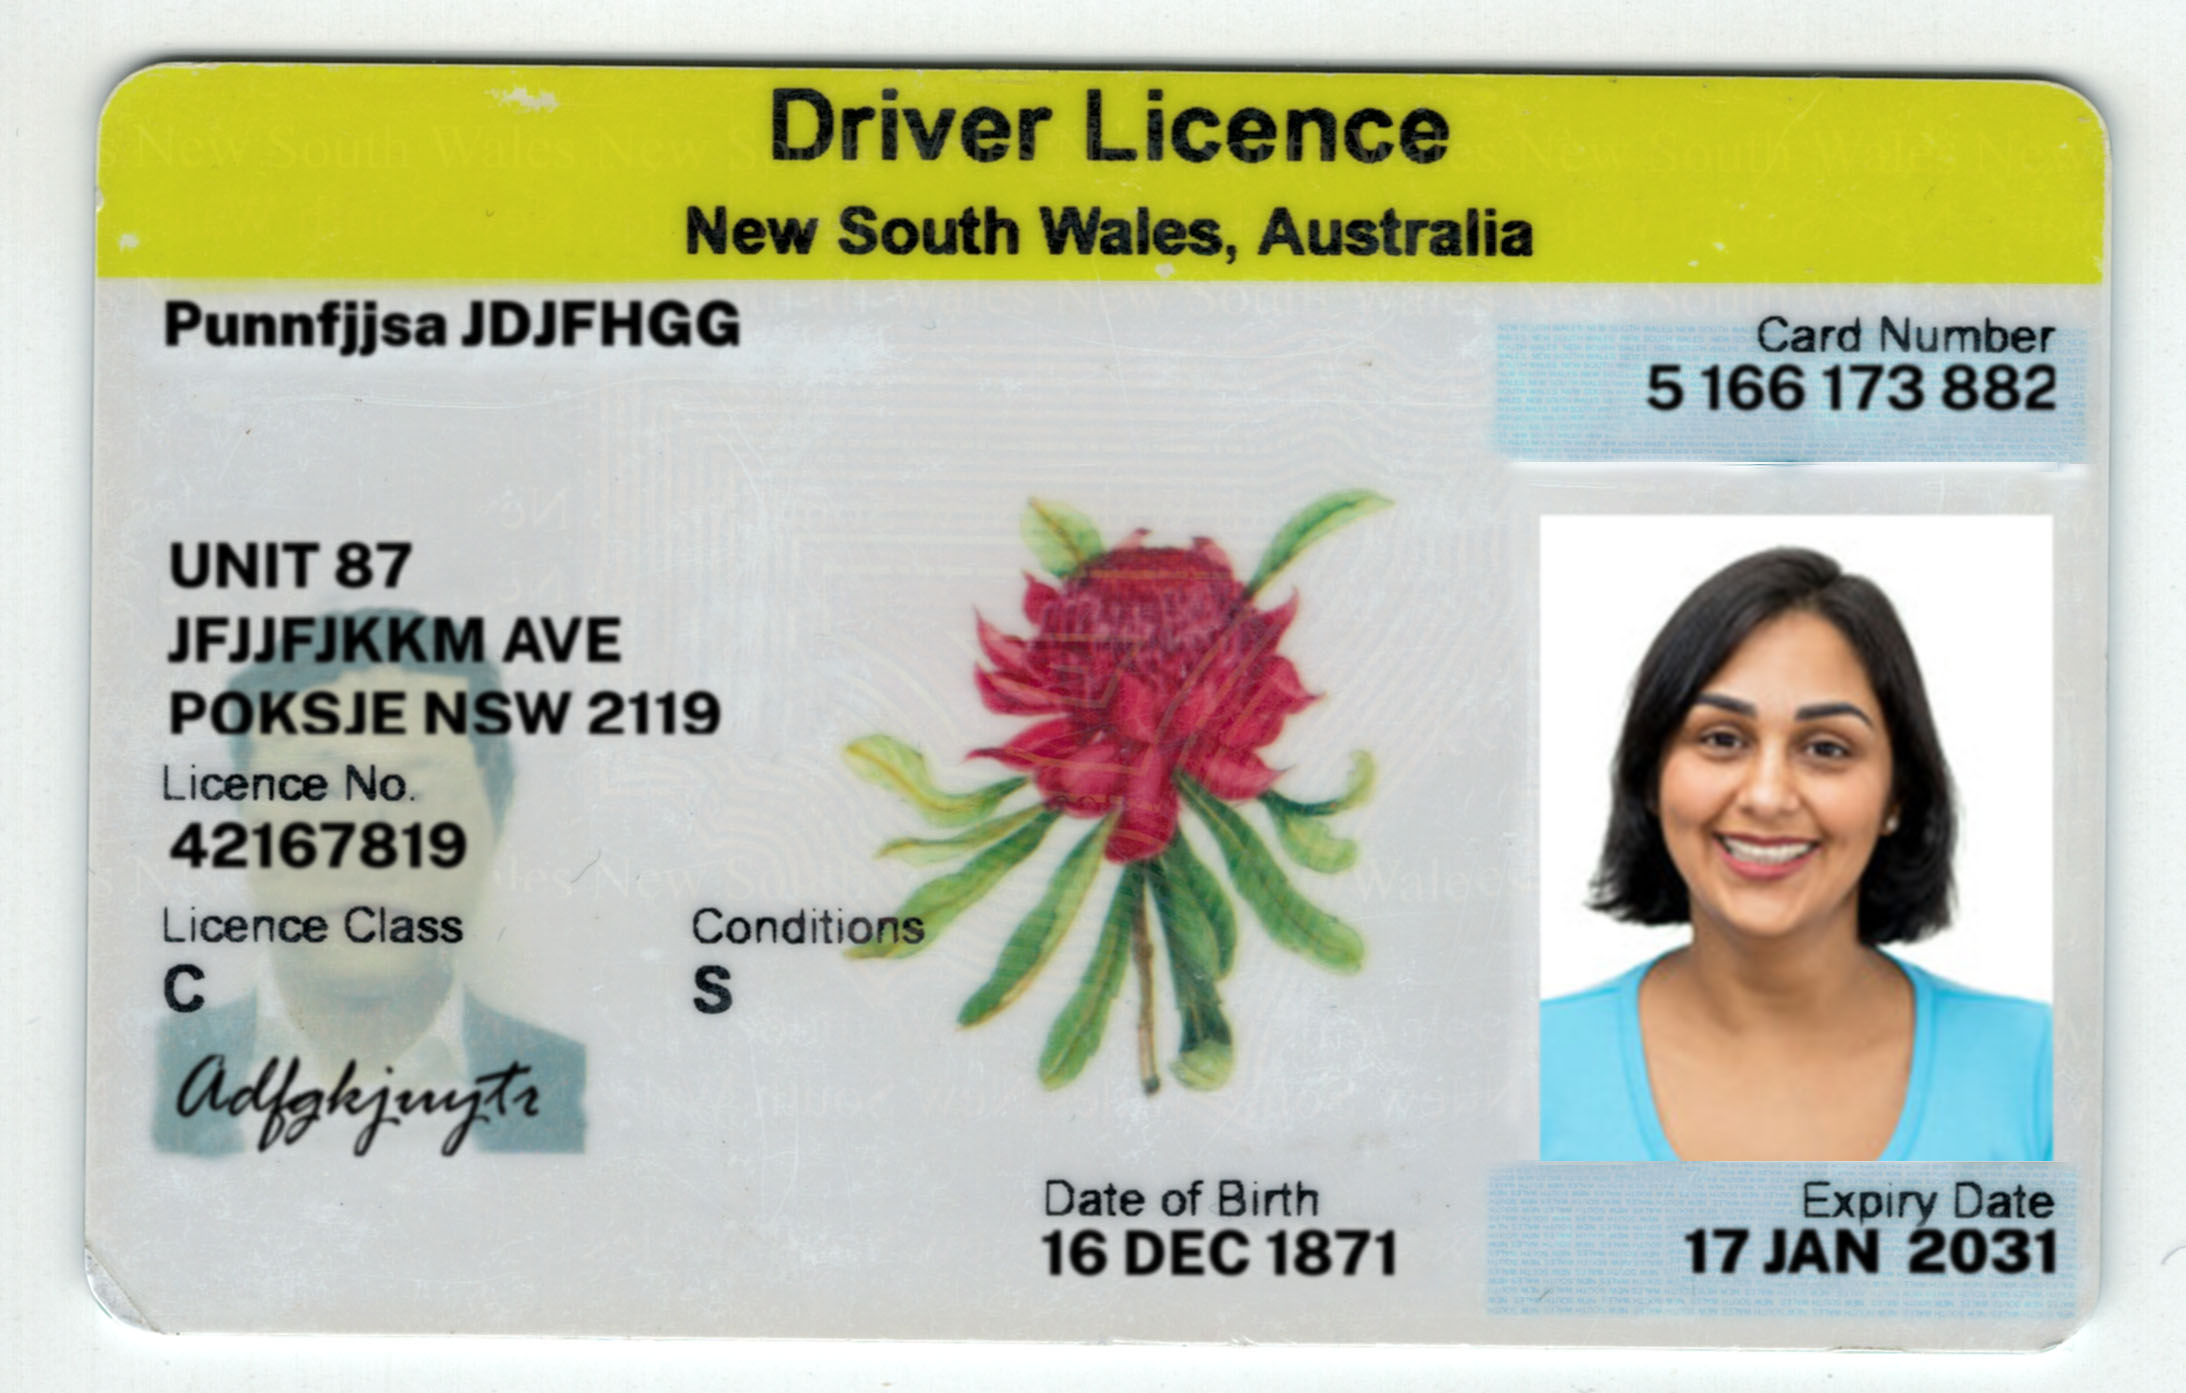 Driver Licence
New South Wales, Australia
Punnfjjsa JDJFHGG
Card Number
5 166 173 882
UNIT 87
JFJJFJKKM AVE
POKSJE NSW 2119
Licence No.
42167819
Licence Class
Conditions
C
S
Adfgkjuytr
Date of Birth
16 DEC 1871
Expiry Date
17 JAN 2031